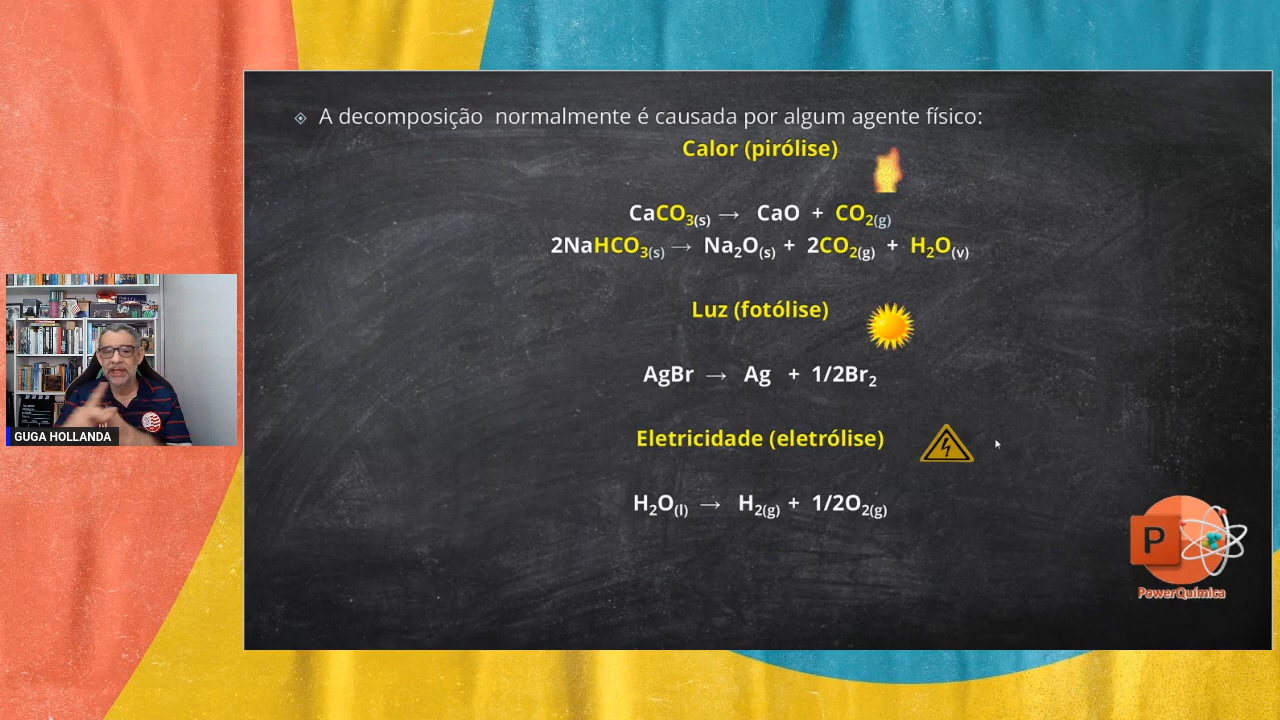 A decomposição normalmente é causada por algum agente físico:
Calor (pirólise)
CaCO₃(s) → CaO + CO₂(g)
2NaHCO₃(s) → Na₂O(s) + 2CO₂(g) + H₂O(v)
Luz (fotólise)
AgBr → Ag + 1/2Br₂
Eletricidade (eletrólise)
H₂O(l) → H₂(g) + 1/2O₂(g)
GUGA HOLLANDA
P
PowerQuímica